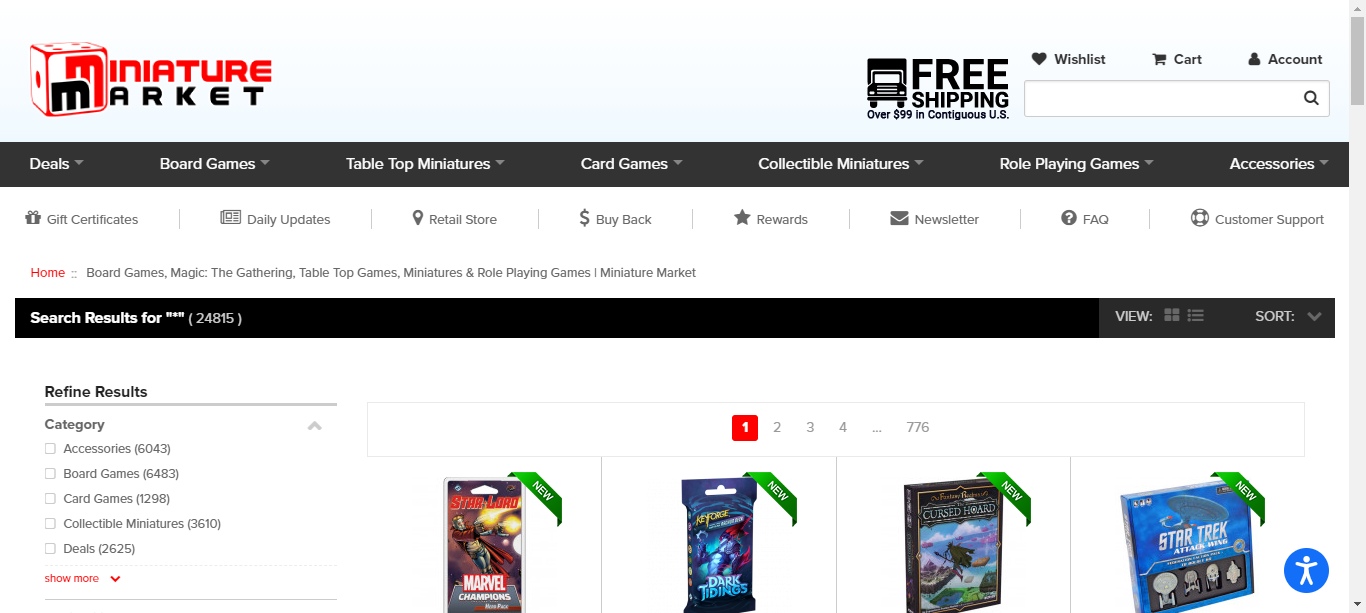 MINIATURE
MARKET
FREE
SHIPPING
Over $99 in Contiguous U.S.
Wishlist
Cart
Account
Deals
Board Games
Table Top Miniatures
Card Games
Collectible Miniatures
Role Playing Games
Accessories
Gift Certificates
Daily Updates
Retail Store
Buy Back
Rewards
Newsletter
FAQ
Customer Support
Home :: Board Games, Magic: The Gathering, Table Top Games, Miniatures & Role Playing Games | Miniature Market
Search Results for "*" ( 24815 )
VIEW:
SORT:
Refine Results
Category
Accessories (6043)
Board Games (6483)
Card Games (1298)
Collectible Miniatures (3610)
Deals (2625)
show more
1 2 3 4 ... 776
NEW
STAR-LORD
MARVEL
CHAMPIONS
Hero Pack
NEW
KEYFORGE
DARK
TIDINGS
NEW
Fantasy Realms
CURSED HOARD
NEW
STAR TREK
ATTACK WING